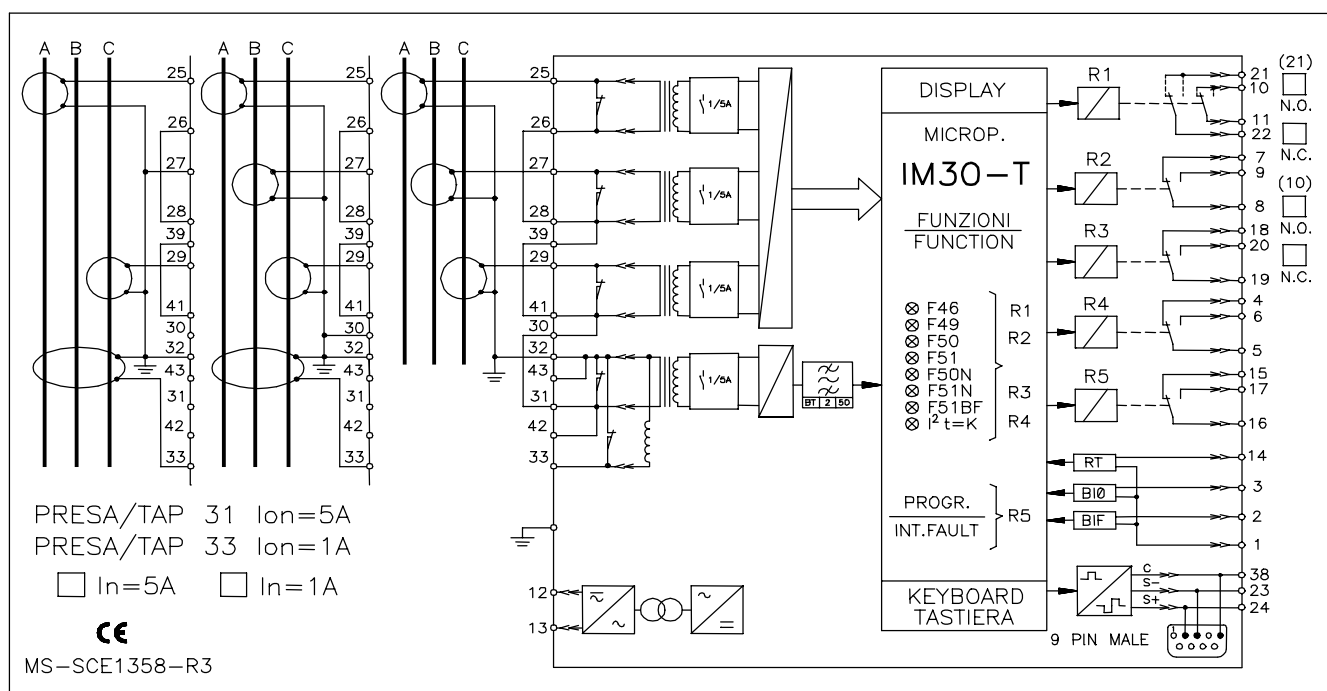 A B C
A B C
A B C
25
26
27
28
39
29
41
30
32
43
31
42
33
25
26
27
28
39
29
41
30
32
43
31
42
33
25
26
27
28
39
29
41
30
32
43
31
42
33
12
13
1/5A
1/5A
1/5A
1/5A
BT 2 50
DISPLAY
MICROP.
IM30-T
FUNZIONI
FUNCTION
F46
F49
F50
F51
F50N
F51N
F51BF
I²t=K
R1
R2
R3
R4
PROGR.
INT.FAULT
R5
KEYBOARD
TASTIERA
R1
R2
R3
R4
R5
RT
BI0
BIF
C
S-
S+
9 PIN MALE
1
21
10
11
22
7
9
8
18
20
19
4
6
5
15
17
16
14
3
2
1
38
23
24
(21)
N.O.
N.C.
(10)
N.O.
N.C.
PRESA/TAP 31 Ion=5A
PRESA/TAP 33 Ion=1A
In=5A In=1A
CE
MS-SCE1358-R3